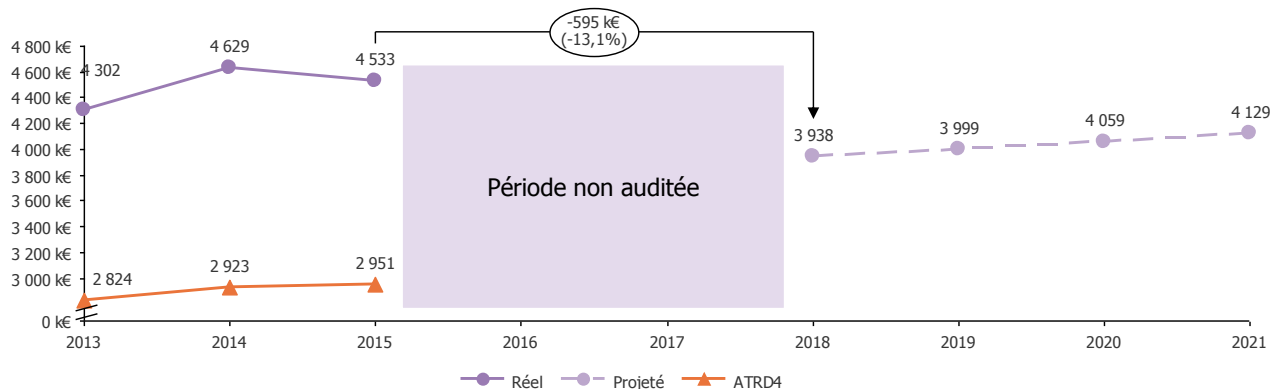 -595 k€
(-13,1%)
4 800 k€
4 600 k€
4 400 k€
4 200 k€
4 000 k€
3 800 k€
3 600 k€
3 400 k€
3 200 k€
3 000 k€
0 k€
4 302
4 629
4 533
3 938
3 999
4 059
4 129
Période non auditée
2 824
2 923
2 951
2013
2014
2015
2016
2017
2018
2019
2020
2021
Réel
Projeté
ATRD4